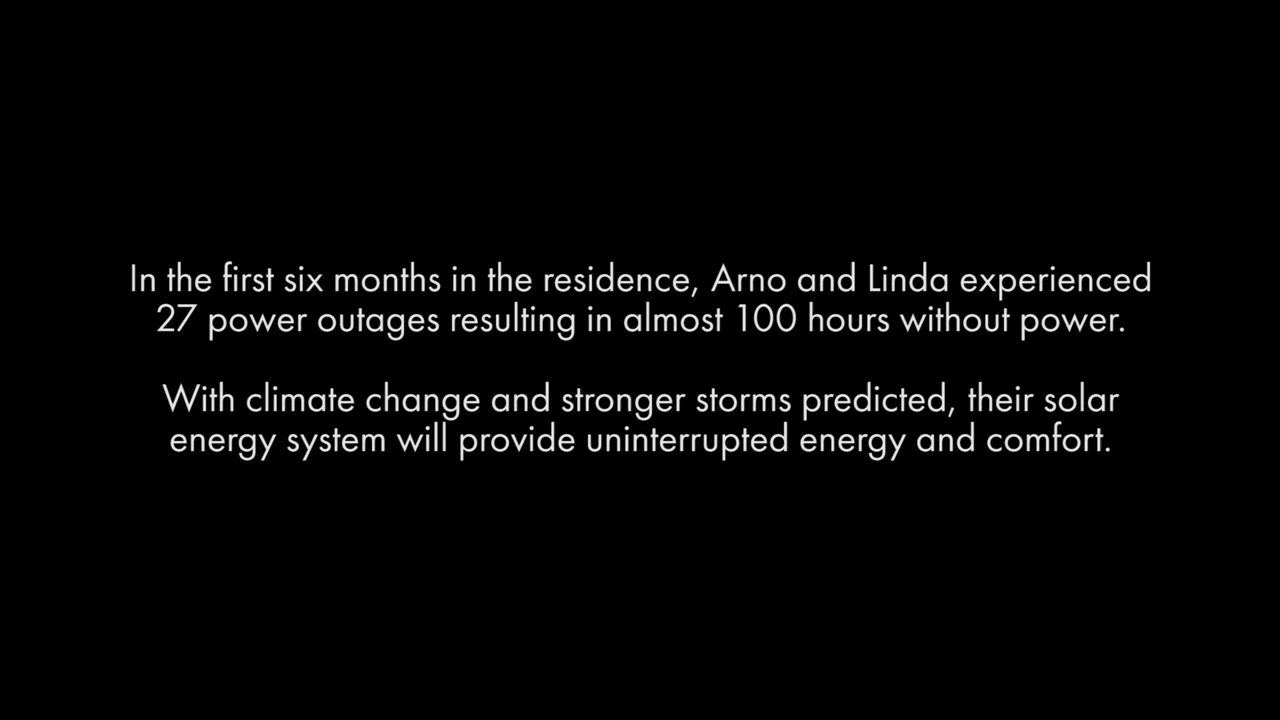 In the first six months in the residence, Arno and Linda experienced
27 power outages resulting in almost 100 hours without power.
With climate change and stronger storms predicted, their solar
energy system will provide uninterrupted energy and comfort.